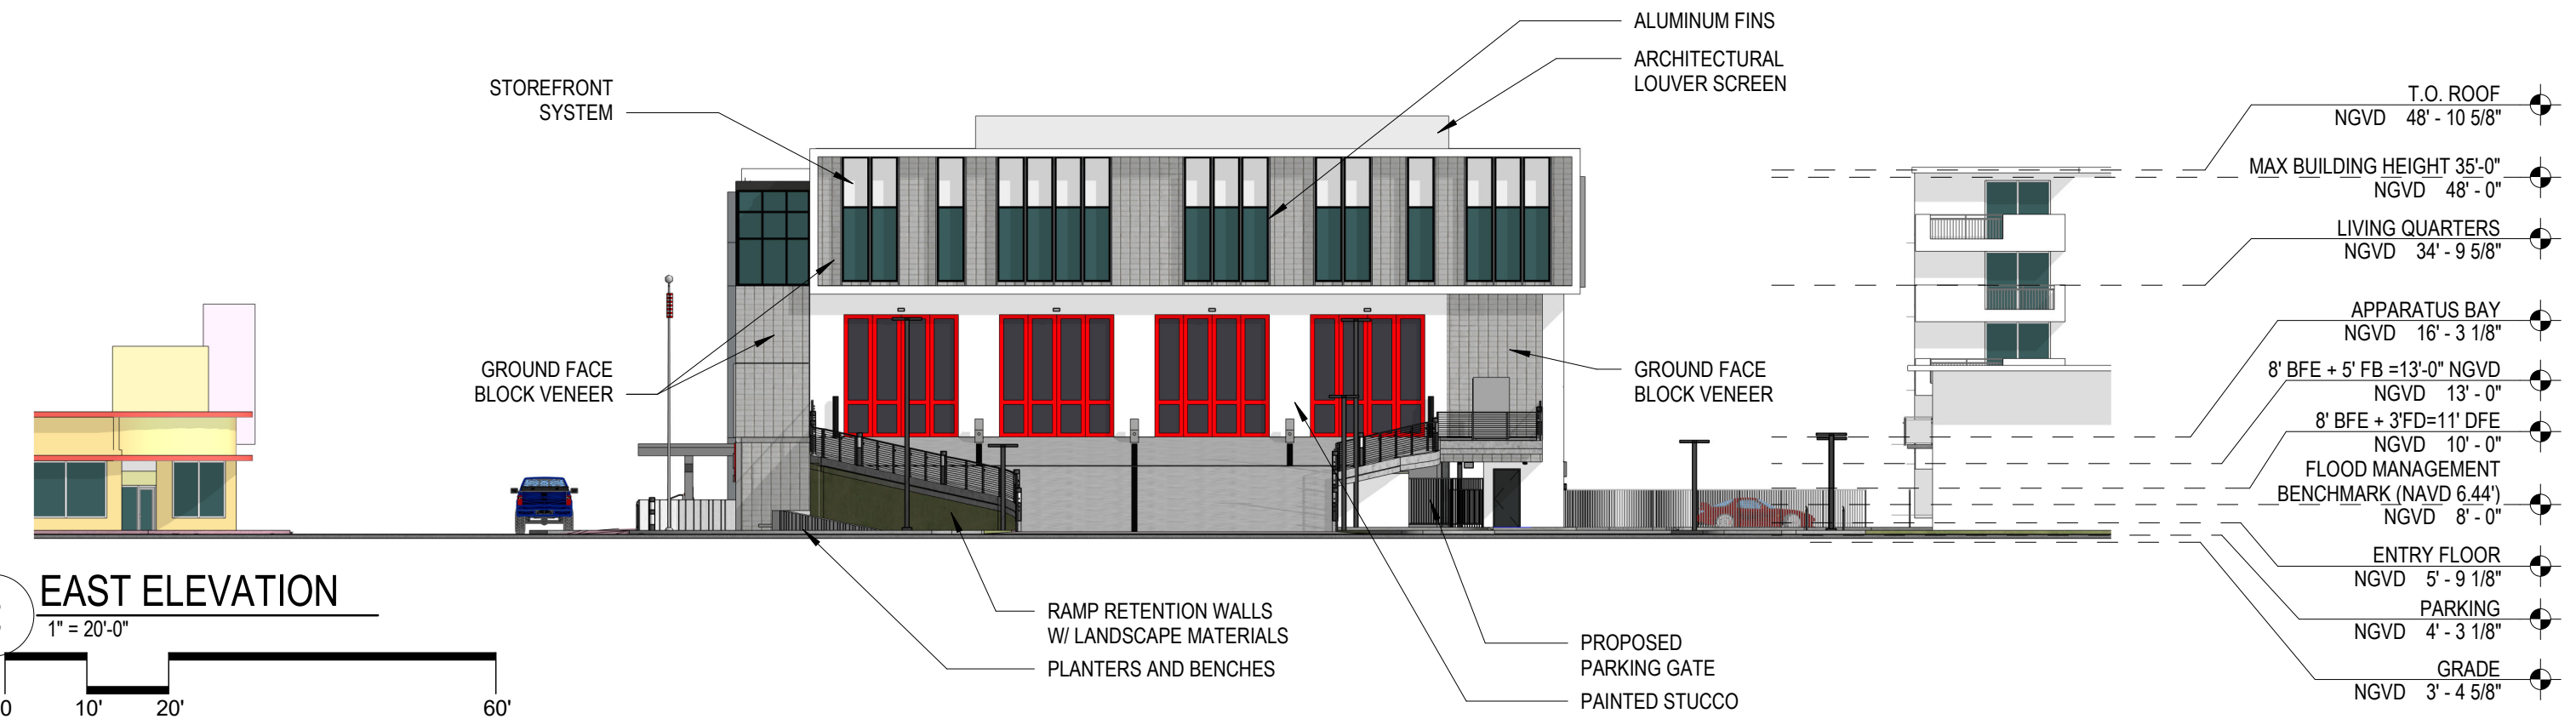 ALUMINUM FINS
ARCHITECTURAL
LOUVER SCREEN
STOREFRONT
SYSTEM
GROUND FACE
BLOCK VENEER
GROUND FACE
BLOCK VENEER
T.O. ROOF
NGVD 48' - 10 5/8"
MAX BUILDING HEIGHT 35'-0"
NGVD 48' - 0"
LIVING QUARTERS
NGVD 34' - 9 5/8"
APPARATUS BAY
NGVD 16' - 3 1/8"
8' BFE + 5' FB =13'-0" NGVD
NGVD 13' - 0"
8' BFE + 3'FD=11' DFE
NGVD 10' - 0"
FLOOD MANAGEMENT
BENCHMARK (NAVD 6.44')
NGVD 8' - 0"
ENTRY FLOOR
NGVD 5' - 9 1/8"
PARKING
NGVD 4' - 3 1/8"
GRADE
NGVD 3' - 4 5/8"
RAMP RETENTION WALLS
W/ LANDSCAPE MATERIALS
PLANTERS AND BENCHES
PROPOSED
PARKING GATE
PAINTED STUCCO
EAST ELEVATION
1" = 20'-0"
0 10' 20' 60'